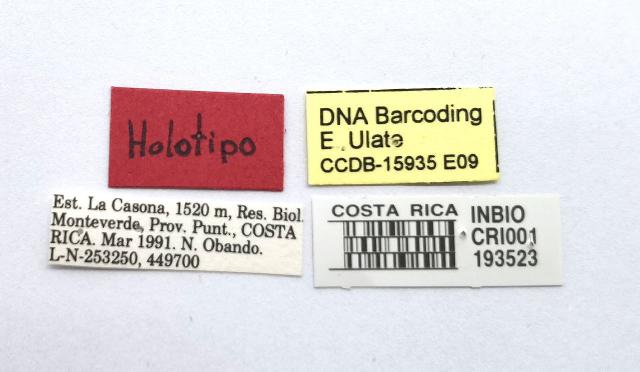 Holotipo
DNA Barcoding
E. Ulate
CCDB-15935 E09
Est. La Casona, 1520 m, Res. Biol.
Monteverde, Prov. Punt., COSTA
RICA. Mar 1991. N. Obando.
L-N-253250, 449700
COSTA RICA
INBIO
CRI001
193523